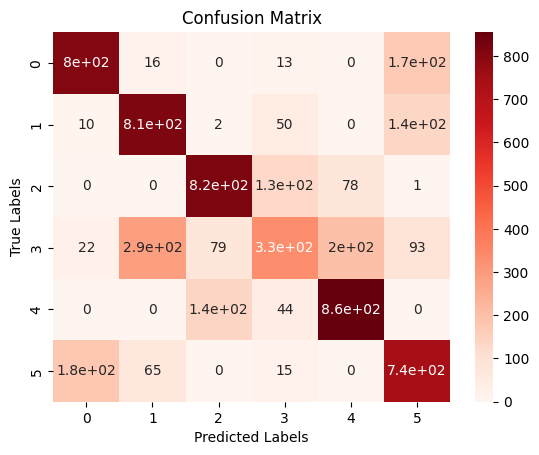 Confusion Matrix
0 8e+02 16 0 13 0 1.7e+02
1 10 8.1e+02 2 50 0 1.4e+02
2 0 0 8.2e+02 1.3e+02 78 1
3 22 2.9e+02 79 3.3e+02 2e+02 93
4 0 0 1.4e+02 44 8.6e+02 0
5 1.8e+02 65 0 15 0 7.4e+02
0 1 2 3 4 5
Predicted Labels
True Labels
800
700
600
500
400
300
200
100
0